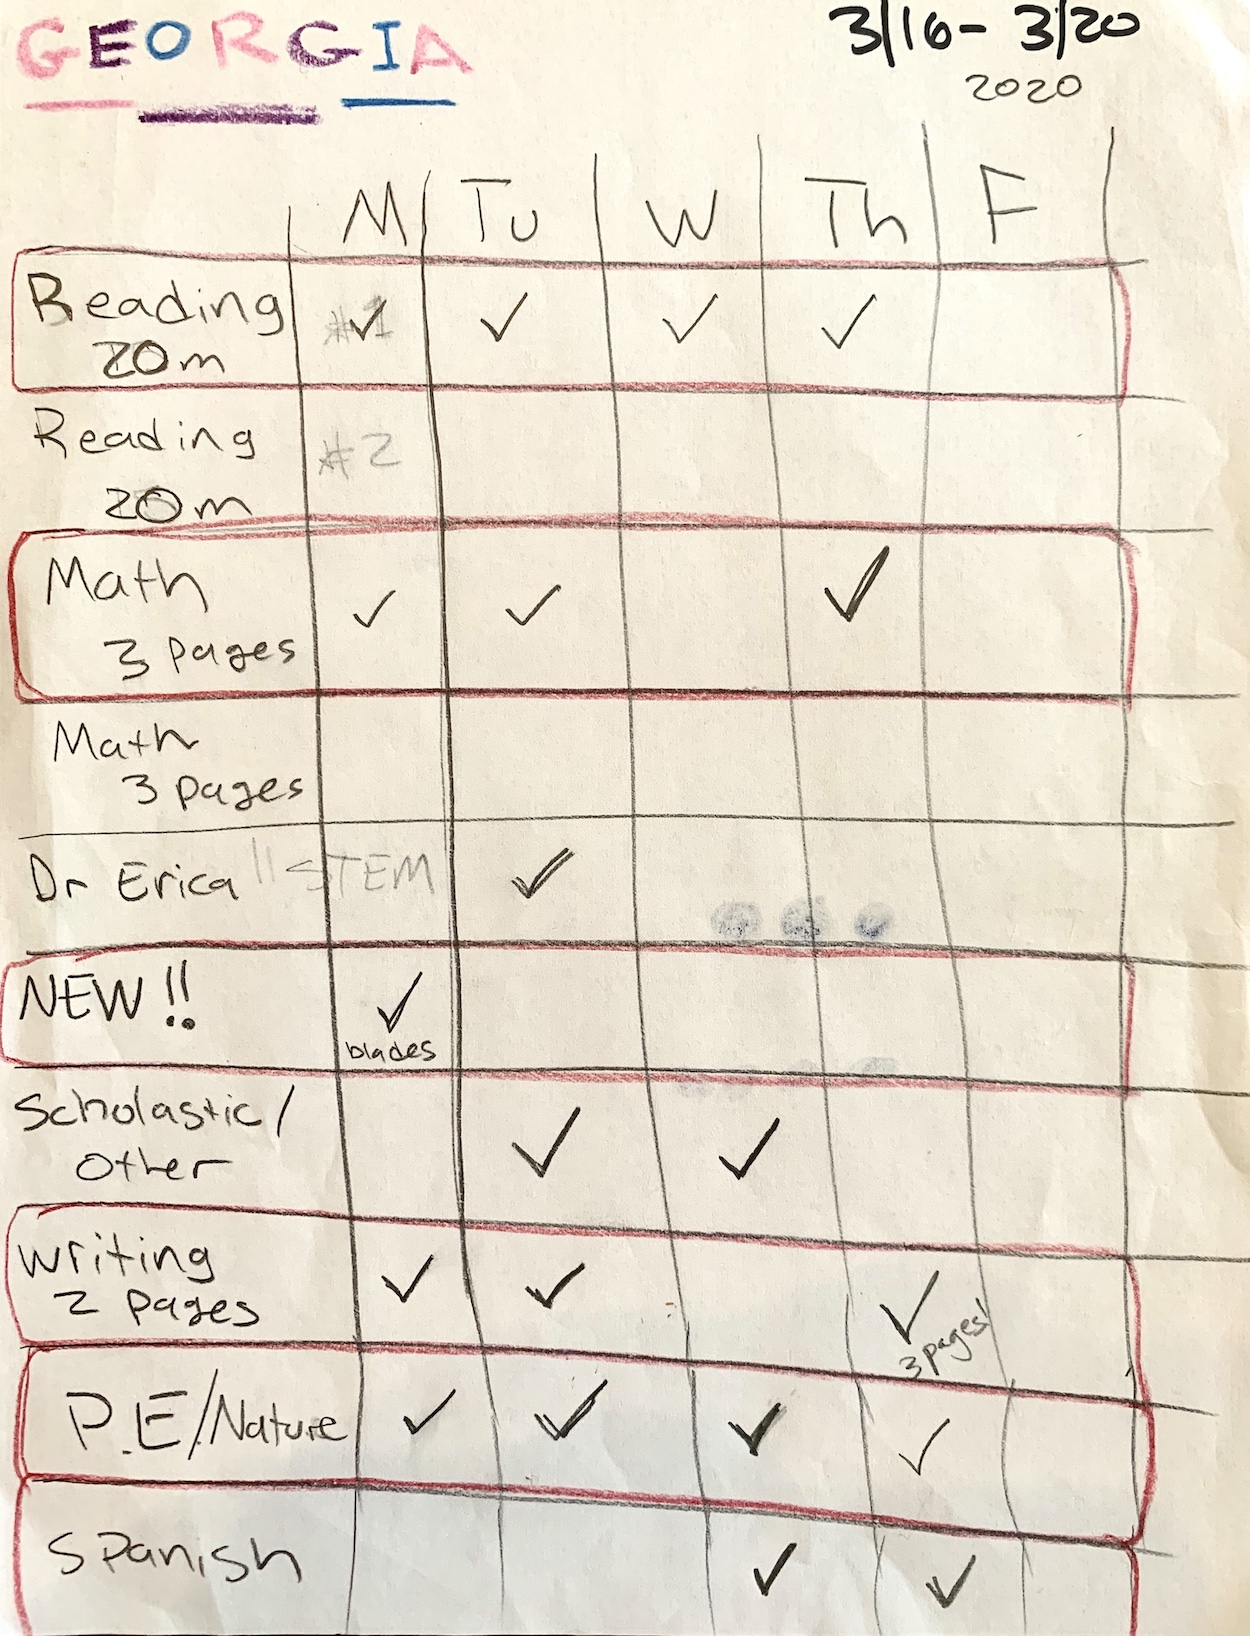 GEORGIA
3/16 - 3/20
2020
M Tu W Th F
Reading #1 ✓ ✓ ✓ ✓
20m
Reading #2
20m
Math
✓ ✓ ✓
3 pages
Math
3 pages
Dr Erica !! STEM ✓
NEW!! ✓
blades
Scholastic/
Other ✓ ✓
Writing ✓ ✓ ✓
2 pages
3 pages!
P.E/Nature ✓ ✓ ✓ ✓
Spanish ✓ ✓